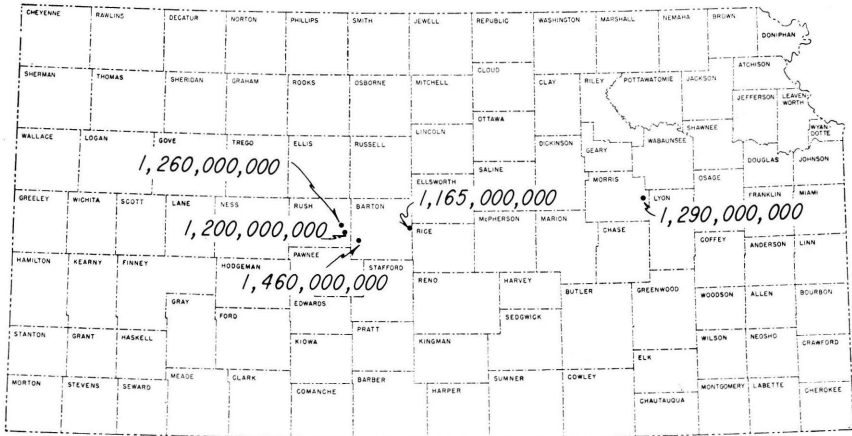 CHEYENNE RAWLINS DECATUR NORTON PHILLIPS SMITH JEWELL REPUBLIC WASHINGTON MARSHALL NEMAHA BROWN
DONIPHAN
ATCHISON
SHERMAN THOMAS SHERIDAN GRAHAM ROOKS OSBORNE MITCHELL CLOUD CLAY RILEY POTTAWATOMIE JACKSON
JEFFERSON LEAVEN-
WORTH
WYAN-
DOTTE
OTTAWA
LINCOLN
SHAWNEE
WALLACE LOGAN GOVE TREGO ELLIS RUSSELL DICKINSON GEARY WABAUNSEE
DOUGLAS JOHNSON
1,260,000,000
ELLSWORTH SALINE MORRIS OSAGE
1,165,000,000
GREELEY WICHITA SCOTT LANE NESS RUSH BARTON LYON FRANKLIN MIAMI
1,290,000,000
1,200,000,000
RICE McPHERSON MARION CHASE
PAWNEE
COFFEY ANDERSON LINN
HAMILTON KEARNY FINNEY HODGEMAN STAFFORD
1,460,000,000
RENO HARVEY BUTLER GREENWOOD
GRAY EDWARDS WOODSON ALLEN BOURBON
FORD SEDGWICK
PRATT
STANTON GRANT HASKELL KIOWA KINGMAN WILSON NEOSHO CRAWFORD
ELK
MORTON STEVENS SEWARD MEADE CLARK COMANCHE BARBER HARPER SUMNER COWLEY CHAUTAUQUA MONTGOMERY LABETTE CHEROKEE